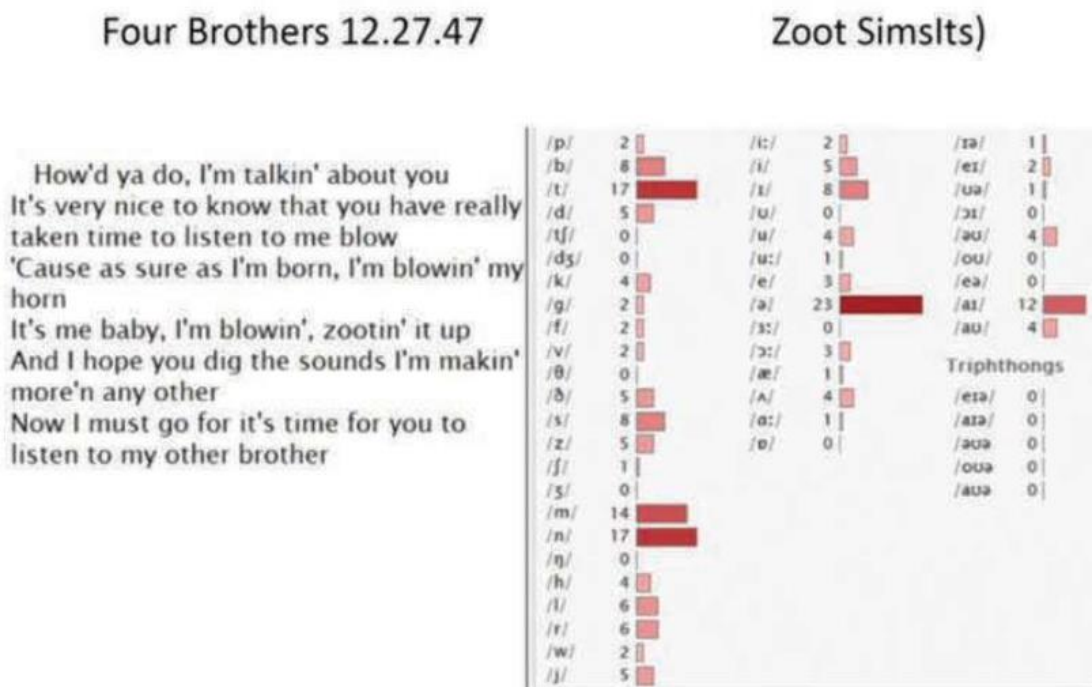 Four Brothers 12.27.47
Zoot SimsIts)
How'd ya do, I'm talkin' about you
It's very nice to know that you have really
taken time to listen to me blow
'Cause as sure as I'm born, I'm blowin' my
horn
It's me baby, I'm blowin', zootin' it up
And I hope you dig the sounds I'm makin'
more'n any other
Now I must go for it's time for you to
listen to my other brother
/p/ 2
/b/ 8
/t/ 17
/d/ 5
/tʃ/ 0
/dʒ/ 0
/k/ 4
/g/ 2
/f/ 2
/v/ 2
/θ/ 0
/ð/ 5
/s/ 8
/z/ 5
/ʃ/ 1
/ʒ/ 0
/m/ 14
/n/ 17
/ŋ/ 0
/h/ 4
/l/ 6
/r/ 6
/w/ 2
/j/ 5
/i:/ 2
/i/ 5
/ɪ/ 8
/ʊ/ 0
/u/ 4
/u:/ 1
/e/ 3
/ə/ 23
/ɜ:/ 0
/ɔ:/ 3
/æ/ 1
/ʌ/ 4
/ɑ:/ 1
/ɒ/ 0
/ɪə/ 1
/eɪ/ 2
/ʊə/ 1
/ɔɪ/ 0
/əʊ/ 4
/oʊ/ 0
/eə/ 0
/aɪ/ 12
/aʊ/ 4
Triphthongs
/eɪə/ 0
/aɪə/ 0
/əʊə 0
/oʊə 0
/aʊə 0